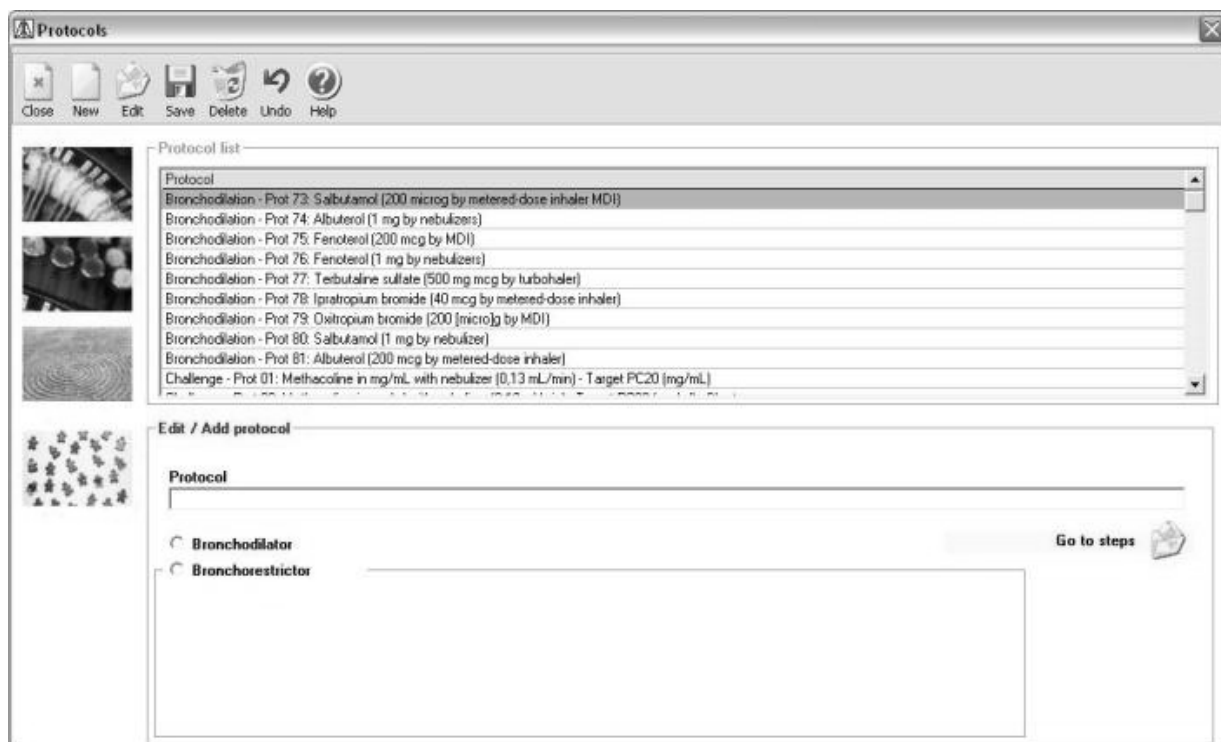 Protocols
Close New Edit Save Delete Undo Help
Protocol list
Protocol
Bronchodilation - Prot 73: Salbutamol (200 microg by metered-dose inhaler MDI)
Bronchodilation - Prot 74: Albuterol (1 mg by nebulizers)
Bronchodilation - Prot 75: Fenoterol (200 mcg by MDI)
Bronchodilation - Prot 76: Fenoterol (1 mg by nebulizers)
Bronchodilation - Prot 77: Terbutaline sulfate (500 mg mcg by turbohaler)
Bronchodilation - Prot 78: Ipratropium bromide (40 mcg by metered-dose inhaler)
Bronchodilation - Prot 79: Oxitropium bromide (200 [micro]g by MDI)
Bronchodilation - Prot 80: Salbutamol (1 mg by nebulizer)
Bronchodilation - Prot 81: Albuterol (200 mcg by metered-dose inhaler)
Challenge - Prot 01: Methacoline in mg/mL with nebulizer (0,13 mL/min) - Target PC20 (mg/mL)
Edit / Add protocol
Protocol
Bronchodilator
Go to steps
Bronchorestrictor